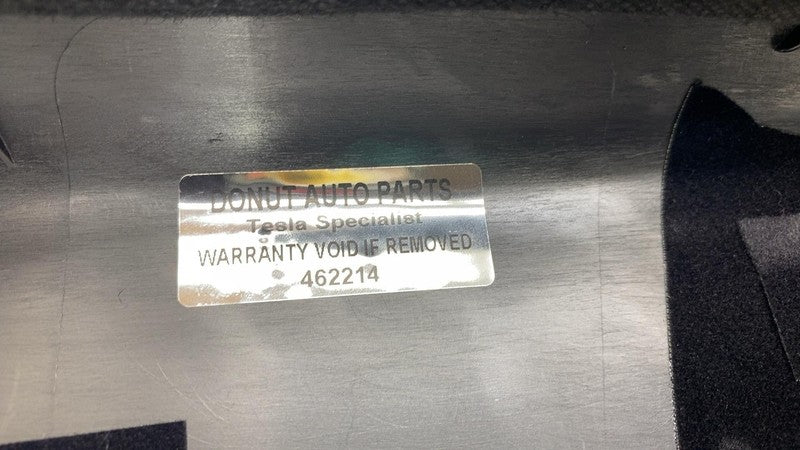 DONUT AUTO PARTS
Tesla Specialist
WARRANTY VOID IF REMOVED
462214